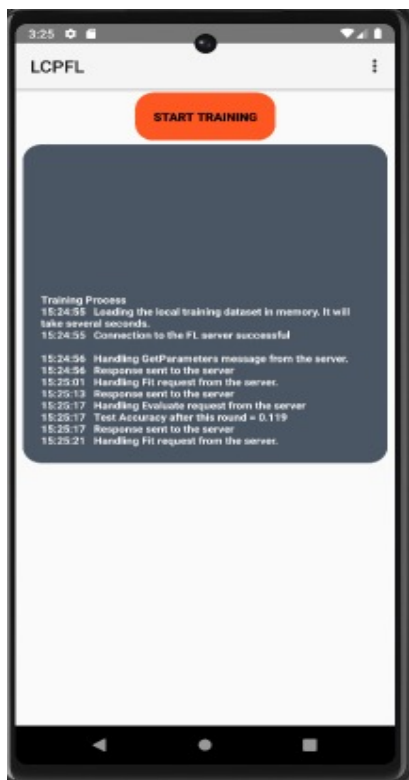 3:25
LCPFL
START TRAINING
Training Process
15:24:55 Loading the local training dataset in memory. It will
take several seconds.
15:24:55 Connection to the FL server successful
15:24:56 Handling GetParameters message from the server.
15:24:56 Response sent to the server
15:25:01 Handling Fit request from the server.
15:25:13 Response sent to the server
15:25:17 Handling Evaluate request from the server
15:25:17 Test Accuracy after this round = 0.119
15:25:17 Response sent to the server
15:25:21 Handling Fit request from the server.